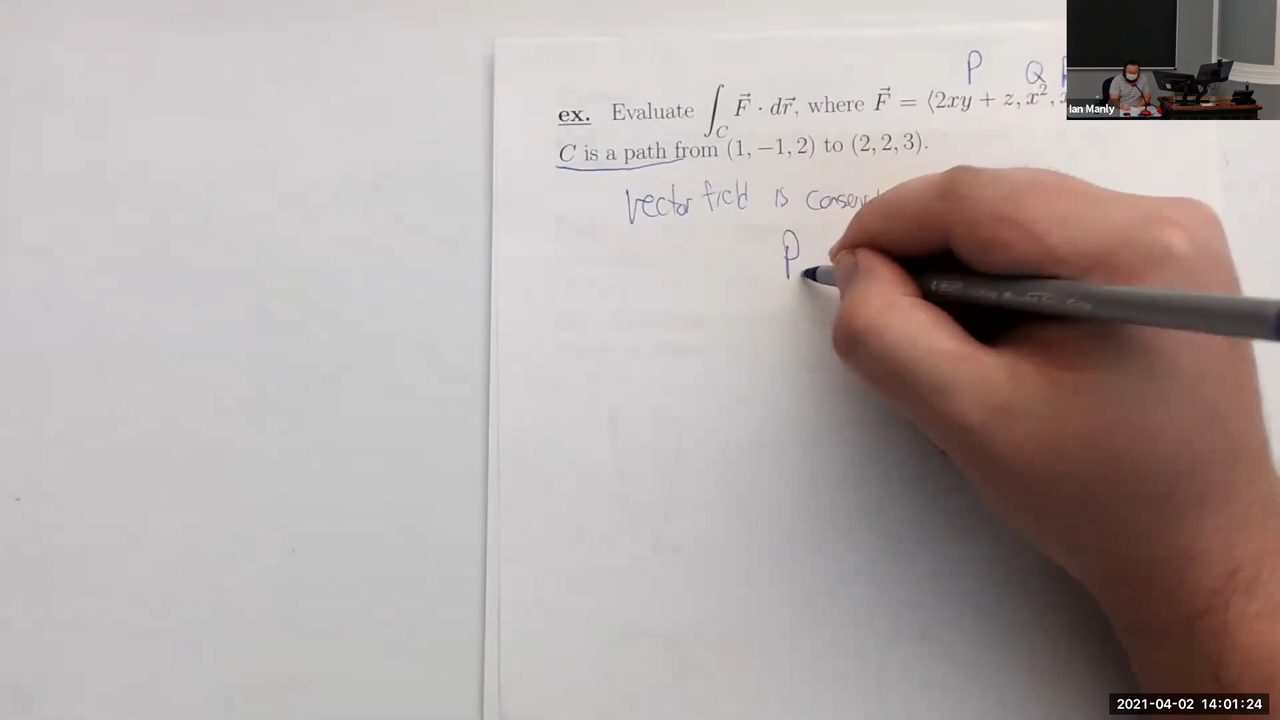 P Q
ex. Evaluate ∫_C F⃗ · dr⃗, where F⃗ = ⟨2xy + z, x²,
C is a path from (1, −1, 2) to (2, 2, 3).
vector field is
P
Ian Manly
2021-04-02 14:01:24